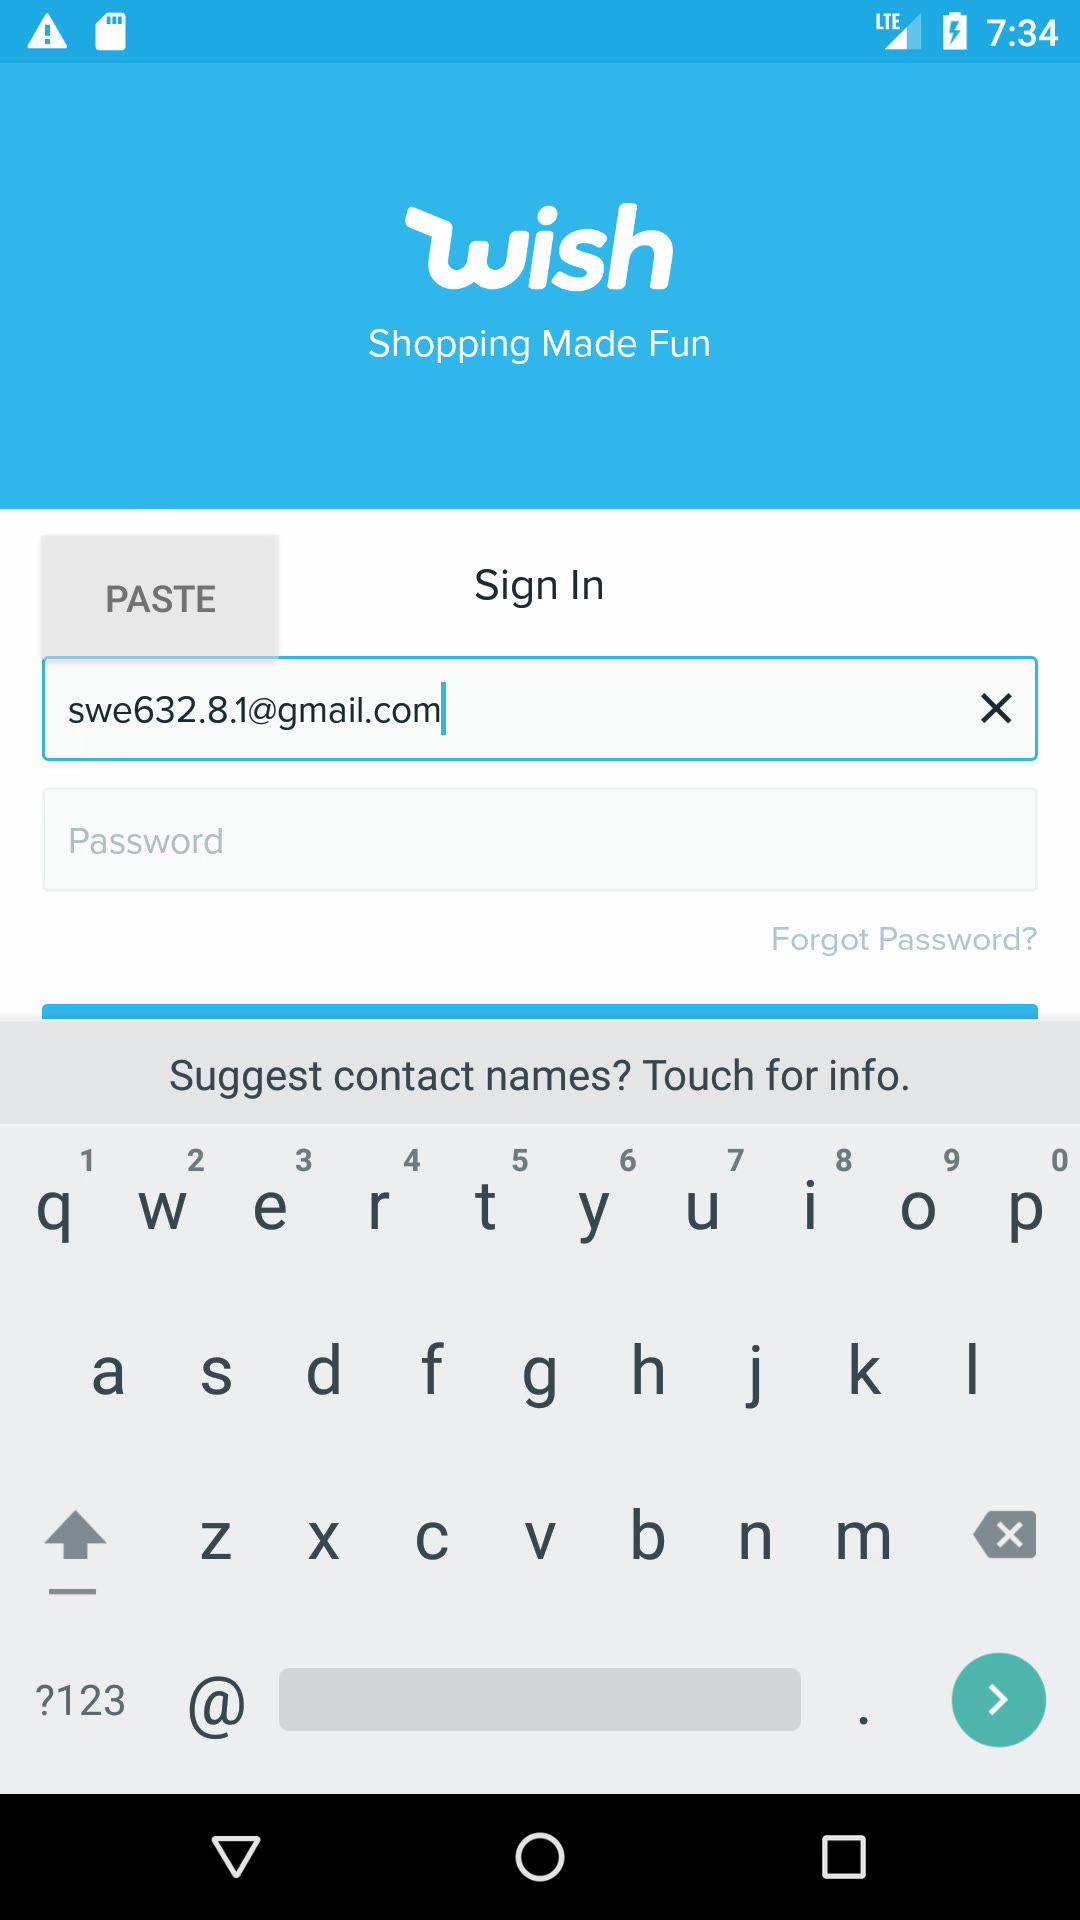 LTE 7:34
wish
Shopping Made Fun
PASTE
Sign In
swe632.8.1@gmail.com
Password
Forgot Password?
Suggest contact names? Touch for info.
1 2 3 4 5 6 7 8 9 0
q w e r t y u i o p
a s d f g h j k l
z x c v b n m
?123 @ .